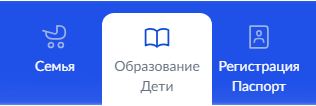 Семья
Образование
Дети
Регистрация
Паспорт